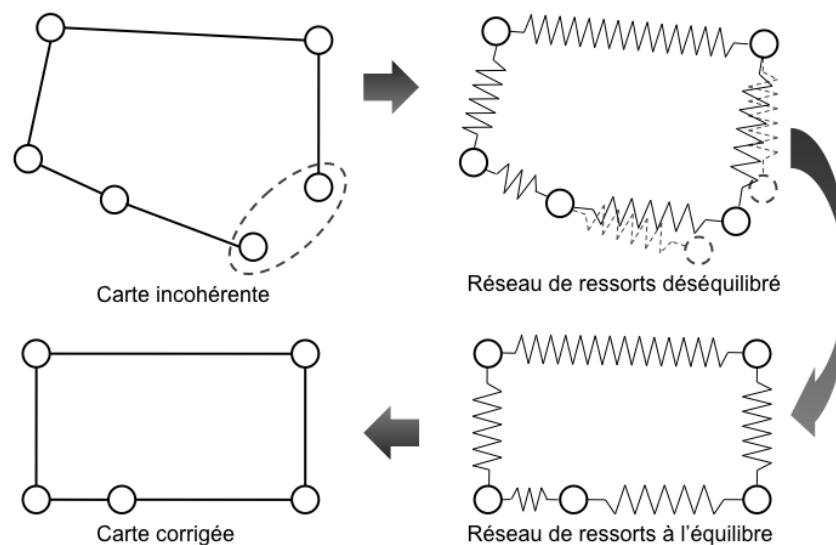 Carte incohérente
Réseau de ressorts déséquilibré
Carte corrigée
Réseau de ressorts à l'équilibre